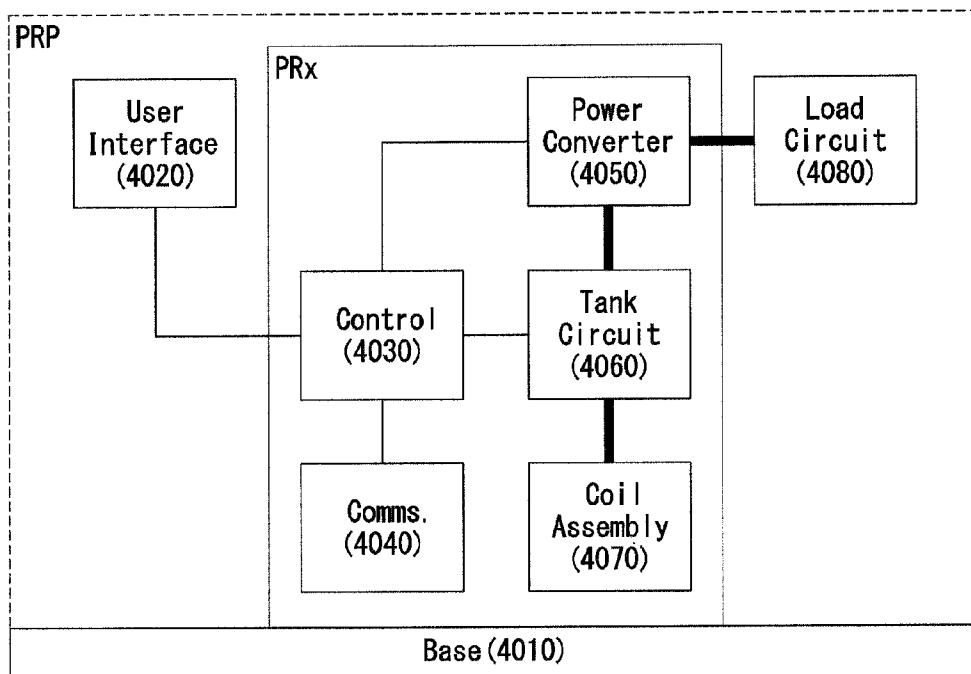 PRP
PRx
User
Interface
(4020)
Power
Converter
(4050)
Load
Circuit
(4080)
Control
(4030)
Tank
Circuit
(4060)
Comms.
(4040)
Coil
Assembly
(4070)
Base(4010)